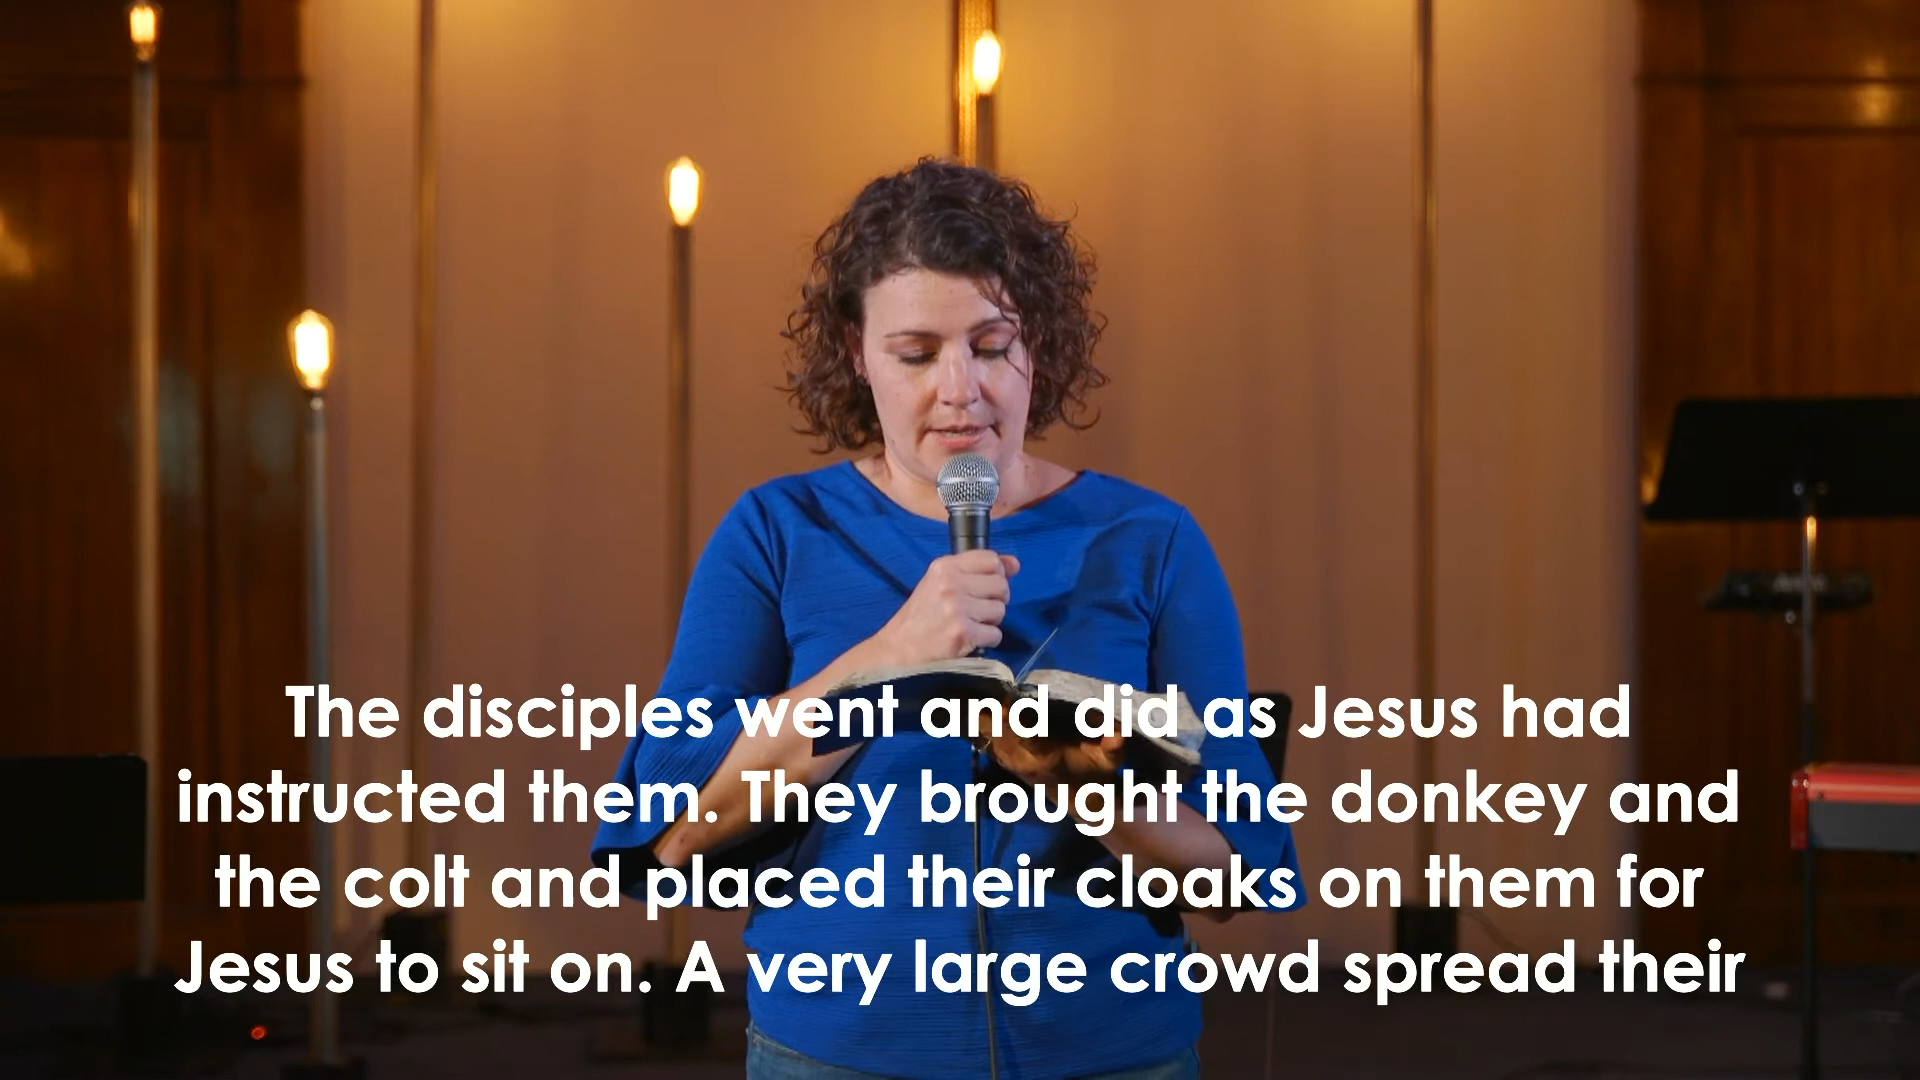 The disciples went and did as Jesus had
instructed them. They brought the donkey and
the colt and placed their cloaks on them for
Jesus to sit on. A very large crowd spread their